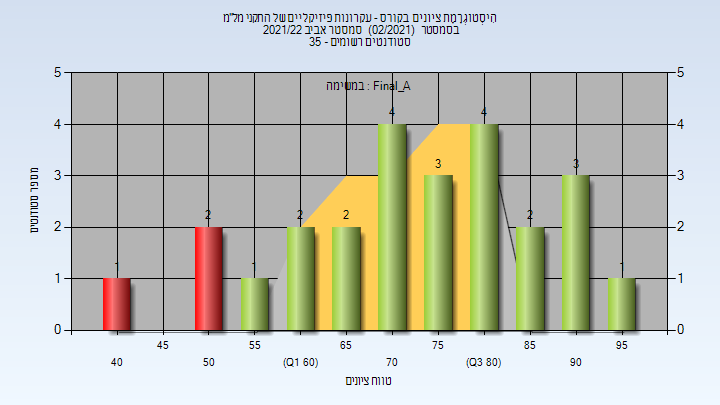 הִיסְטוֹגְרַמַּת ציונים בקורס - עקרונות פיזיקליים של התקני מל"מ
בסמסטר (02/2021) סמסטר אביב 2021/22
סטודנטים רשומים - 35
במשימה : Final_A
5 5
4 4
3 3
2 2
1 1
0 0
1 2 1 2 2 4 3 4 2 3 1
מספר סטודנטים
45 55 65 75 85 95
40 50 (Q1 60) 70 (Q3 80) 90
טווח ציונים